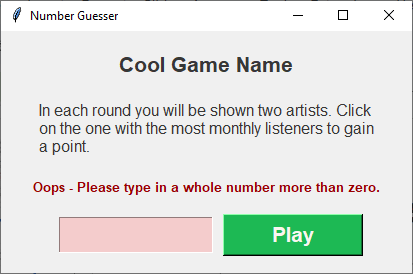 Number Guesser
Cool Game Name
In each round you will be shown two artists. Click
on the one with the most monthly listeners to gain
a point.
Oops - Please type in a whole number more than zero.
Play